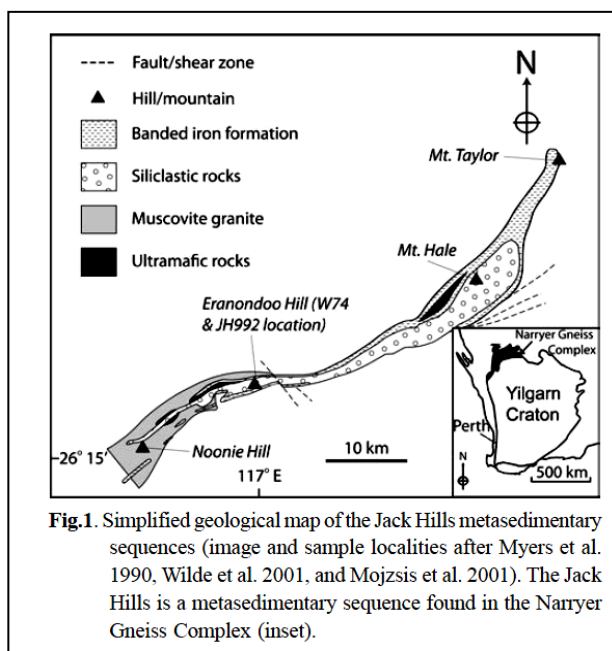 Fault/shear zone
Hill/mountain
Banded iron formation
Siliclastic rocks
Muscovite granite
Ultramafic rocks
N
Mt. Taylor
Mt. Hale
Eranondoo Hill (W74
& JH992 location)
Noonie Hill
26° 15'
117° E
10 km
Narryer Gneiss
Complex
Yilgarn
Craton
Perth
N
500 km
Fig.1. Simplified geological map of the Jack Hills metasedimentary
sequences (image and sample localities after Myers et al.
1990, Wilde et al. 2001, and Mojzsis et al. 2001). The Jack
Hills is a metasedimentary sequence found in the Narryer
Gneiss Complex (inset).